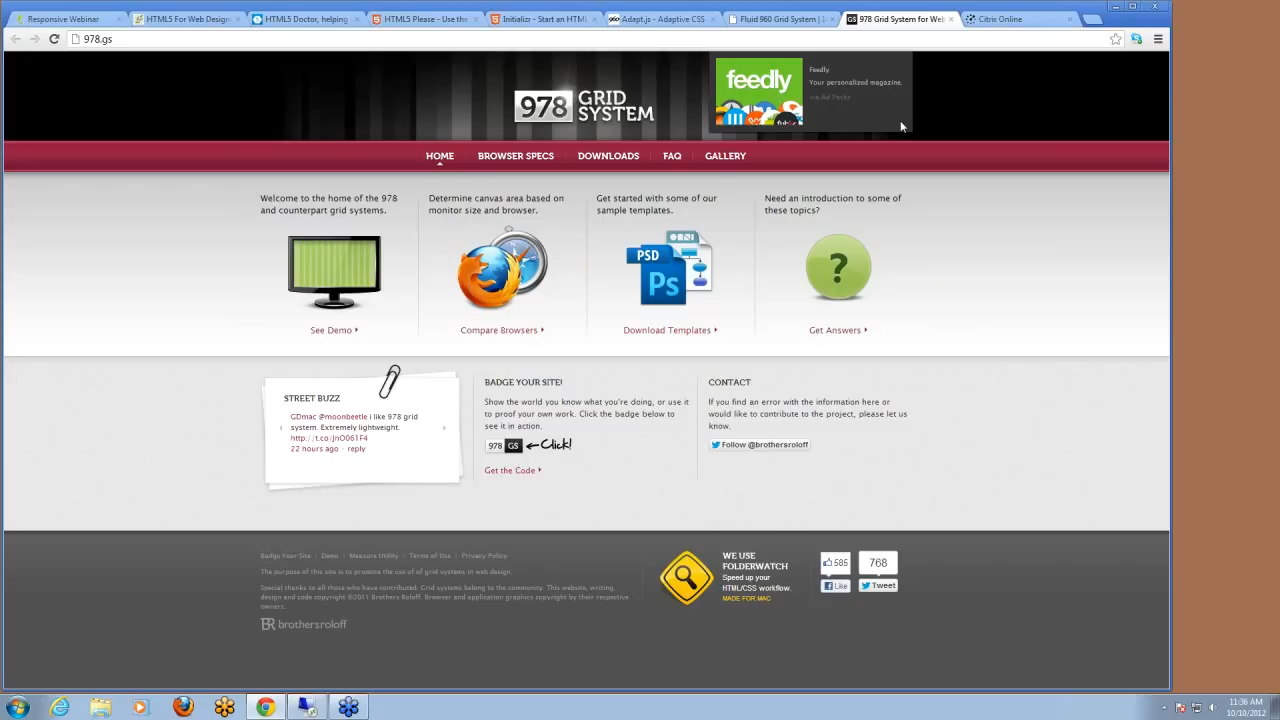 Responsive Webinar
HTML5 For Web Design
HTML5 Doctor, helping
HTML5 Please - Use the
Initializr - Start an HTML
Adapt.js - Adaptive CSS
Fluid 960 Grid System | 1
978 Grid System for Web
Citrix Online
978.gs
978 GRID SYSTEM
feedly
Feedly
Your personalized magazine.
via Ad Packs
HOME
BROWSER SPECS
DOWNLOADS
FAQ
GALLERY
Welcome to the home of the 978
and counterpart grid systems.
See Demo
Determine canvas area based on
monitor size and browser.
Compare Browsers
Get started with some of our
sample templates.
PSD
Ps
Download Templates
Need an introduction to some of
these topics?
?
Get Answers
STREET BUZZ
GDmac @moonbeetle i like 978 grid
system. Extremely lightweight.
http://t.co/JnO061F4
22 hours ago · reply
BADGE YOUR SITE!
Show the world you know what you're doing, or use it
to proof your own work. Click the badge below to
see it in action.
978 GS Click!
Get the Code
CONTACT
If you find an error with the information here or
would like to contribute to the project, please let us
know.
Follow @brothersroloff
Badge Your Site | Demo | Measure Utility | Terms of Use | Privacy Policy
The purpose of this site is to promote the use of of grid systems in web design.
Special thanks to all those who have contributed. Grid systems belong to the community. This website, writing,
design and code copyright ©2011 Brothers Roloff. Browser and application graphics copyright by their respective
owners.
BR brothers.roloff
WE USE
FOLDERWATCH
Speed up your
HTML/CSS workflow.
MADE FOR MAC
585
Like
768
Tweet
11:36 AM
10/10/2012